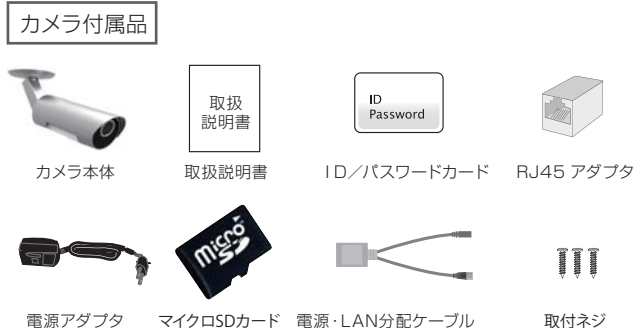 カメラ付属品
取扱
説明書
ID
Password
カメラ本体
取扱説明書
ID／パスワードカード
RJ45 アダプタ
micro
SD
電源アダプタ
マイクロSDカード
電源・LAN分配ケーブル
取付ネジ